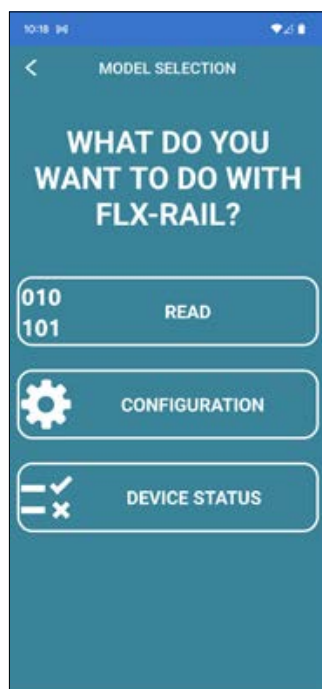 10:18
MODEL SELECTION
WHAT DO YOU
WANT TO DO WITH
FLX-RAIL?
010
101
READ
CONFIGURATION
DEVICE STATUS